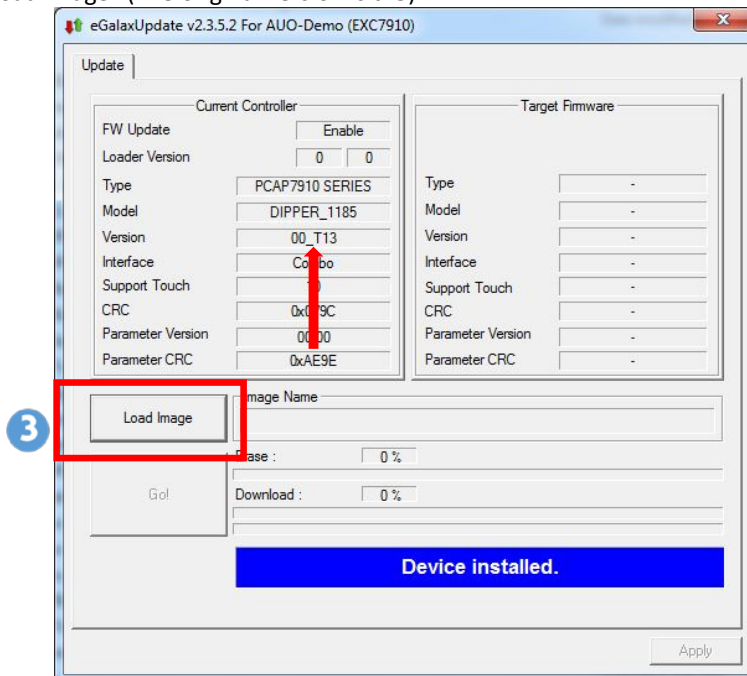 eGalaxUpdate v2.3.5.2 For AUO-Demo (EXC7910)
Update
Current Controller
FW Update Enable
Loader Version 0 0
Type PCAP7910 SERIES
Model DIPPER_1185
Version 00_T13
Interface
Support Touch
CRC
Parameter Version
Parameter CRC 0xAE9E
Target Firmware
Type -
Model -
Version -
Interface -
Support Touch -
CRC -
Parameter Version -
Parameter CRC -
3
Load Image
Image Name
Go!
Erase : 0 %
Download : 0 %
Device installed.
Apply